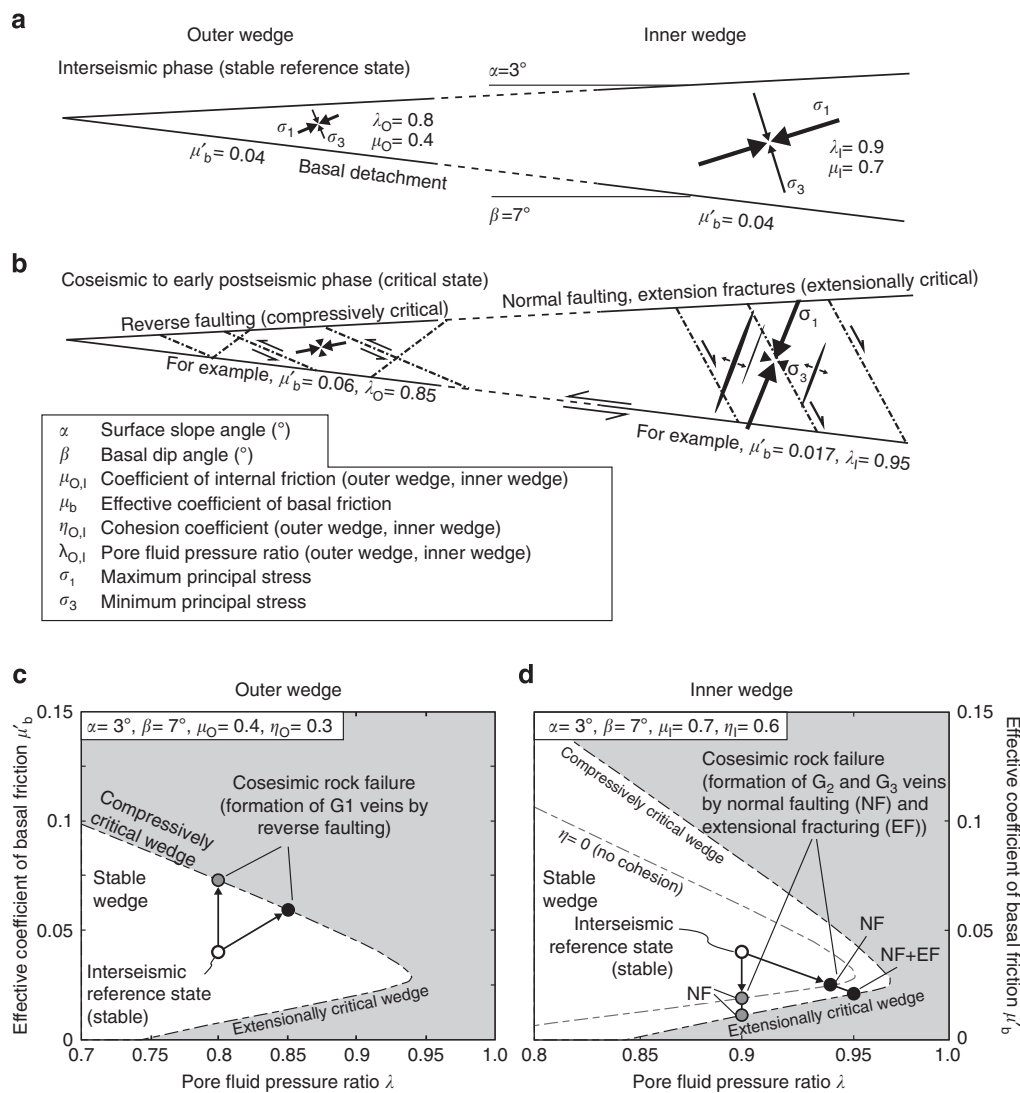 a
Outer wedge
Inner wedge
Interseismic phase (stable reference state)
α=3°
σ1
σ3
λO= 0.8
μO= 0.4
μ′b= 0.04
Basal detachment
σ1
λI= 0.9
μI= 0.7
σ3
β=7°
μ′b= 0.04
b
Coseismic to early postseismic phase (critical state)
Normal faulting, extension fractures (extensionally critical)
Reverse faulting (compressively critical)
σ1
σ3
For example, μ′b= 0.06, λO= 0.85
For example, μ′b= 0.017, λI= 0.95
α Surface slope angle (°)
β Basal dip angle (°)
μO,I Coefficient of internal friction (outer wedge, inner wedge)
μb Effective coefficient of basal friction
ηO,I Cohesion coefficient (outer wedge, inner wedge)
λO,I Pore fluid pressure ratio (outer wedge, inner wedge)
σ1 Maximum principal stress
σ3 Minimum principal stress
c
Outer wedge
α= 3°, β= 7°, μO= 0.4, ηO= 0.3
Cosesimic rock failure
(formation of G1 veins by
reverse faulting)
Compressively
critical wedge
Stable
wedge
Interseismic
reference state
(stable)
Extensionally critical wedge
0.15
0.1
0.05
0
0.7
0.75
0.8
0.85
0.9
0.95
1.0
Effective coefficient of basal friction μ′b
Pore fluid pressure ratio λ
d
Inner wedge
α= 3°, β= 7°, μI= 0.7, ηI= 0.6
Cosesimic rock failure
(formation of G2 and G3 veins
by normal faulting (NF) and
extensional fracturing (EF))
Compressively critical wedge
η= 0 (no cohesion)
Stable
wedge
Interseismic
reference state
(stable)
NF
NF+EF
NF
Extensionally critical wedge
0.15
0.1
0.05
0
0.8
0.85
0.9
0.95
1.0
Effective coefficient of basal friction μ′b
Pore fluid pressure ratio λ